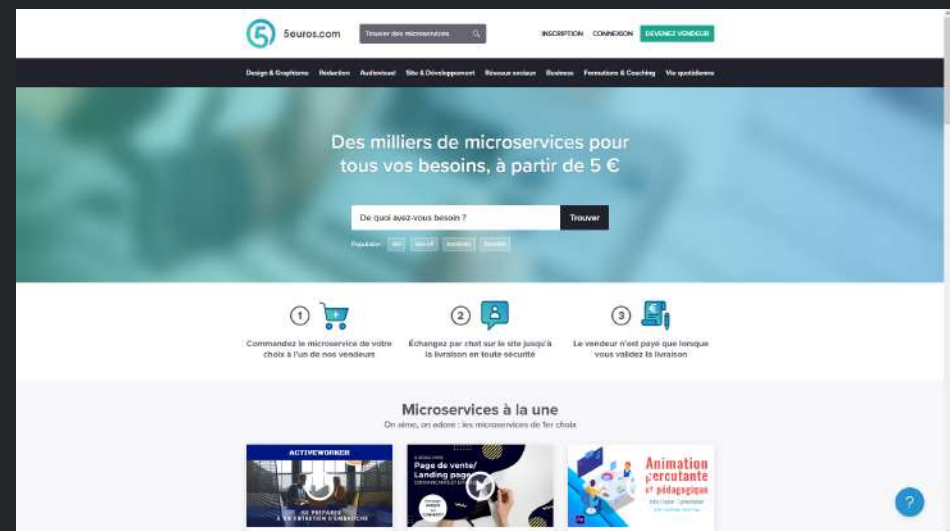 5euros.com
Trouver des microservices
INSCRIPTION CONNEXION DEVENEZ VENDEUR
Design & Graphisme Rédaction Audiovisuel Site & Développement Réseaux sociaux Business Formations & Coaching Vie quotidienne
Des milliers de microservices pour
tous vos besoins, à partir de 5 €
De quoi avez-vous besoin ? Trouver
Populaire
1 2 3
Commandez le microservice de votre
choix à l'un de nos vendeurs
Échangez par chat sur le site jusqu'à
la livraison en toute sécurité
Le vendeur n'est payé que lorsque
vous validez la livraison
Microservices à la une
On aime, on adore : les microservices de 1er choix
ACTIVEWORKER
SE PREPARER
A UN ENTRETIEN D'EMBAUCHE
Page de vente/
Landing page
Animation
percutante
et pédagogique
?